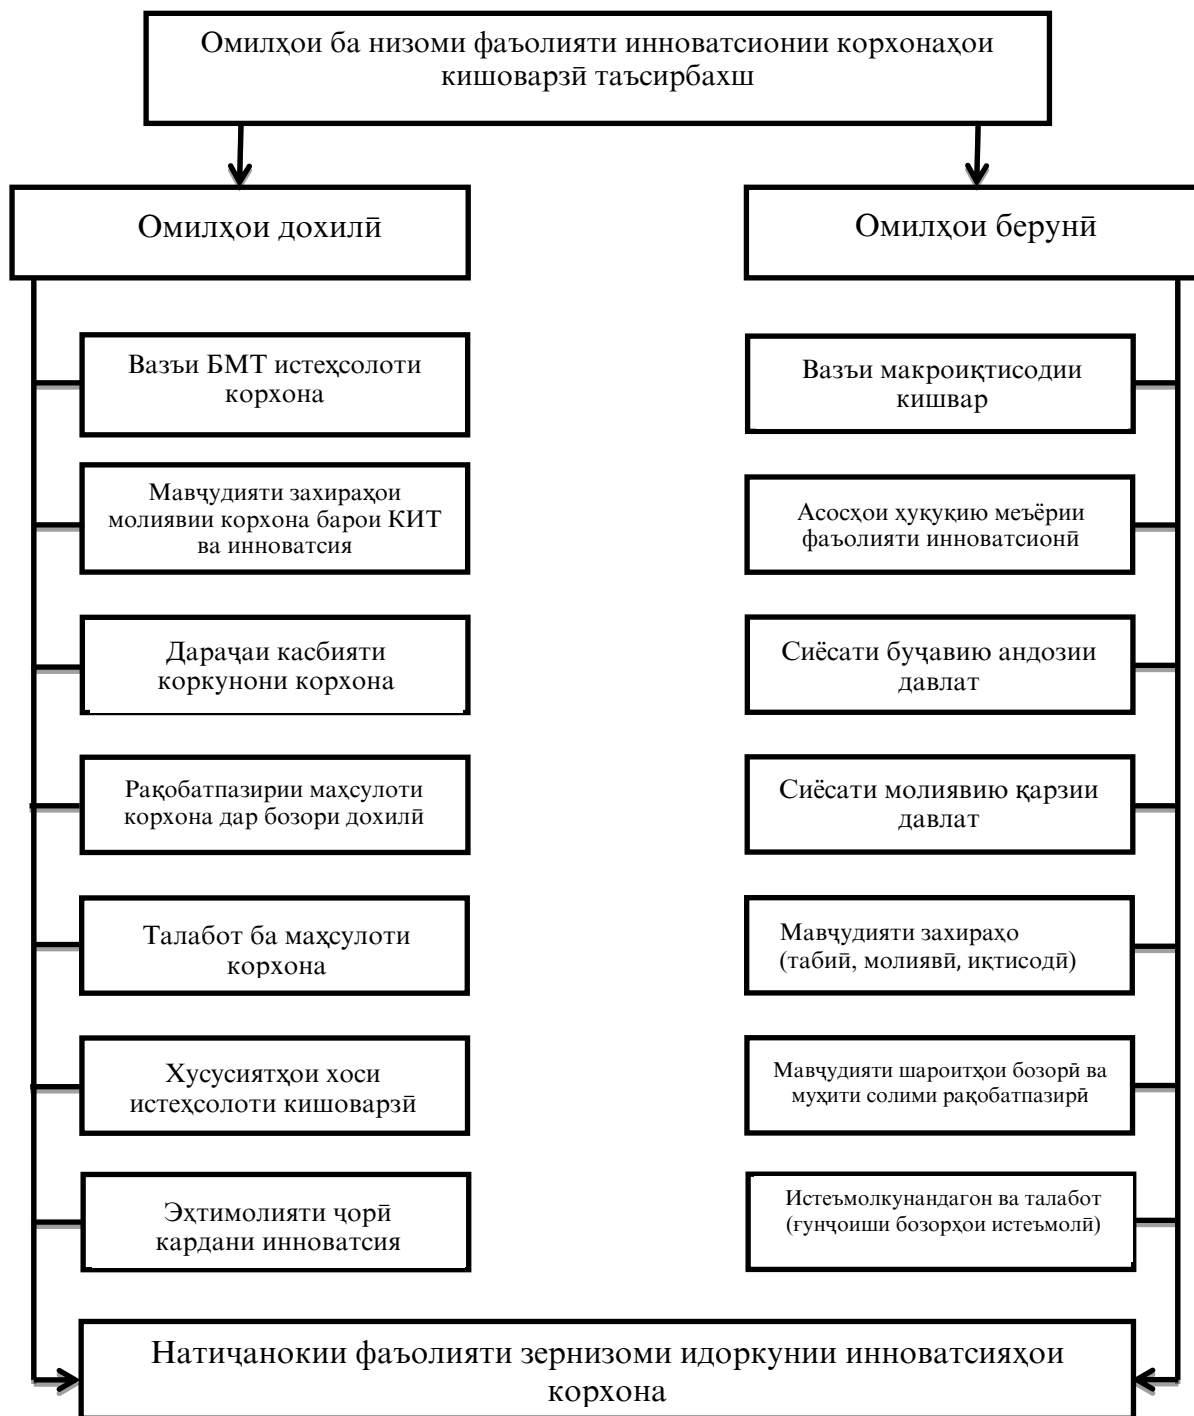 Омилҳои ба низоми фаъолияти инноватсионии корхонаҳои
кишоварзӣ таъсирбахш
Омилҳои дохилӣ
Омилҳои берунӣ
Вазъи БМТ истеҳсолоти
корхона
Мавҷудияти захираҳои
молиявии корхона барои КИТ
ва инноватсия
Дараҷаи касбияти
коркунони корхона
Рақобатпазирии маҳсулоти
корхона дар бозори дохилӣ
Талабот ба маҳсулоти
корхона
Хусусиятҳои хоси
истеҳсолоти кишоварзӣ
Эҳтимолияти ҷорӣ
кардани инноватсия
Вазъи макроиқтисодии
кишвар
Асосҳои ҳуқуқию меъёрии
фаъолияти инноватсионӣ
Сиёсати буҷавию андозии
давлат
Сиёсати молиявию қарзии
давлат
Мавҷудияти захираҳо
(табиӣ, молиявӣ, иқтисодӣ)
Мавҷудияти шароитҳои бозорӣ ва
муҳити солими рақобатпазирӣ
Истеъмолкунандагон ва талабот
(ғунҷоиши бозорҳои истеъмолӣ)
Натиҷанокии фаъолияти зернизоми идоркунии инноватсияҳои
корхона